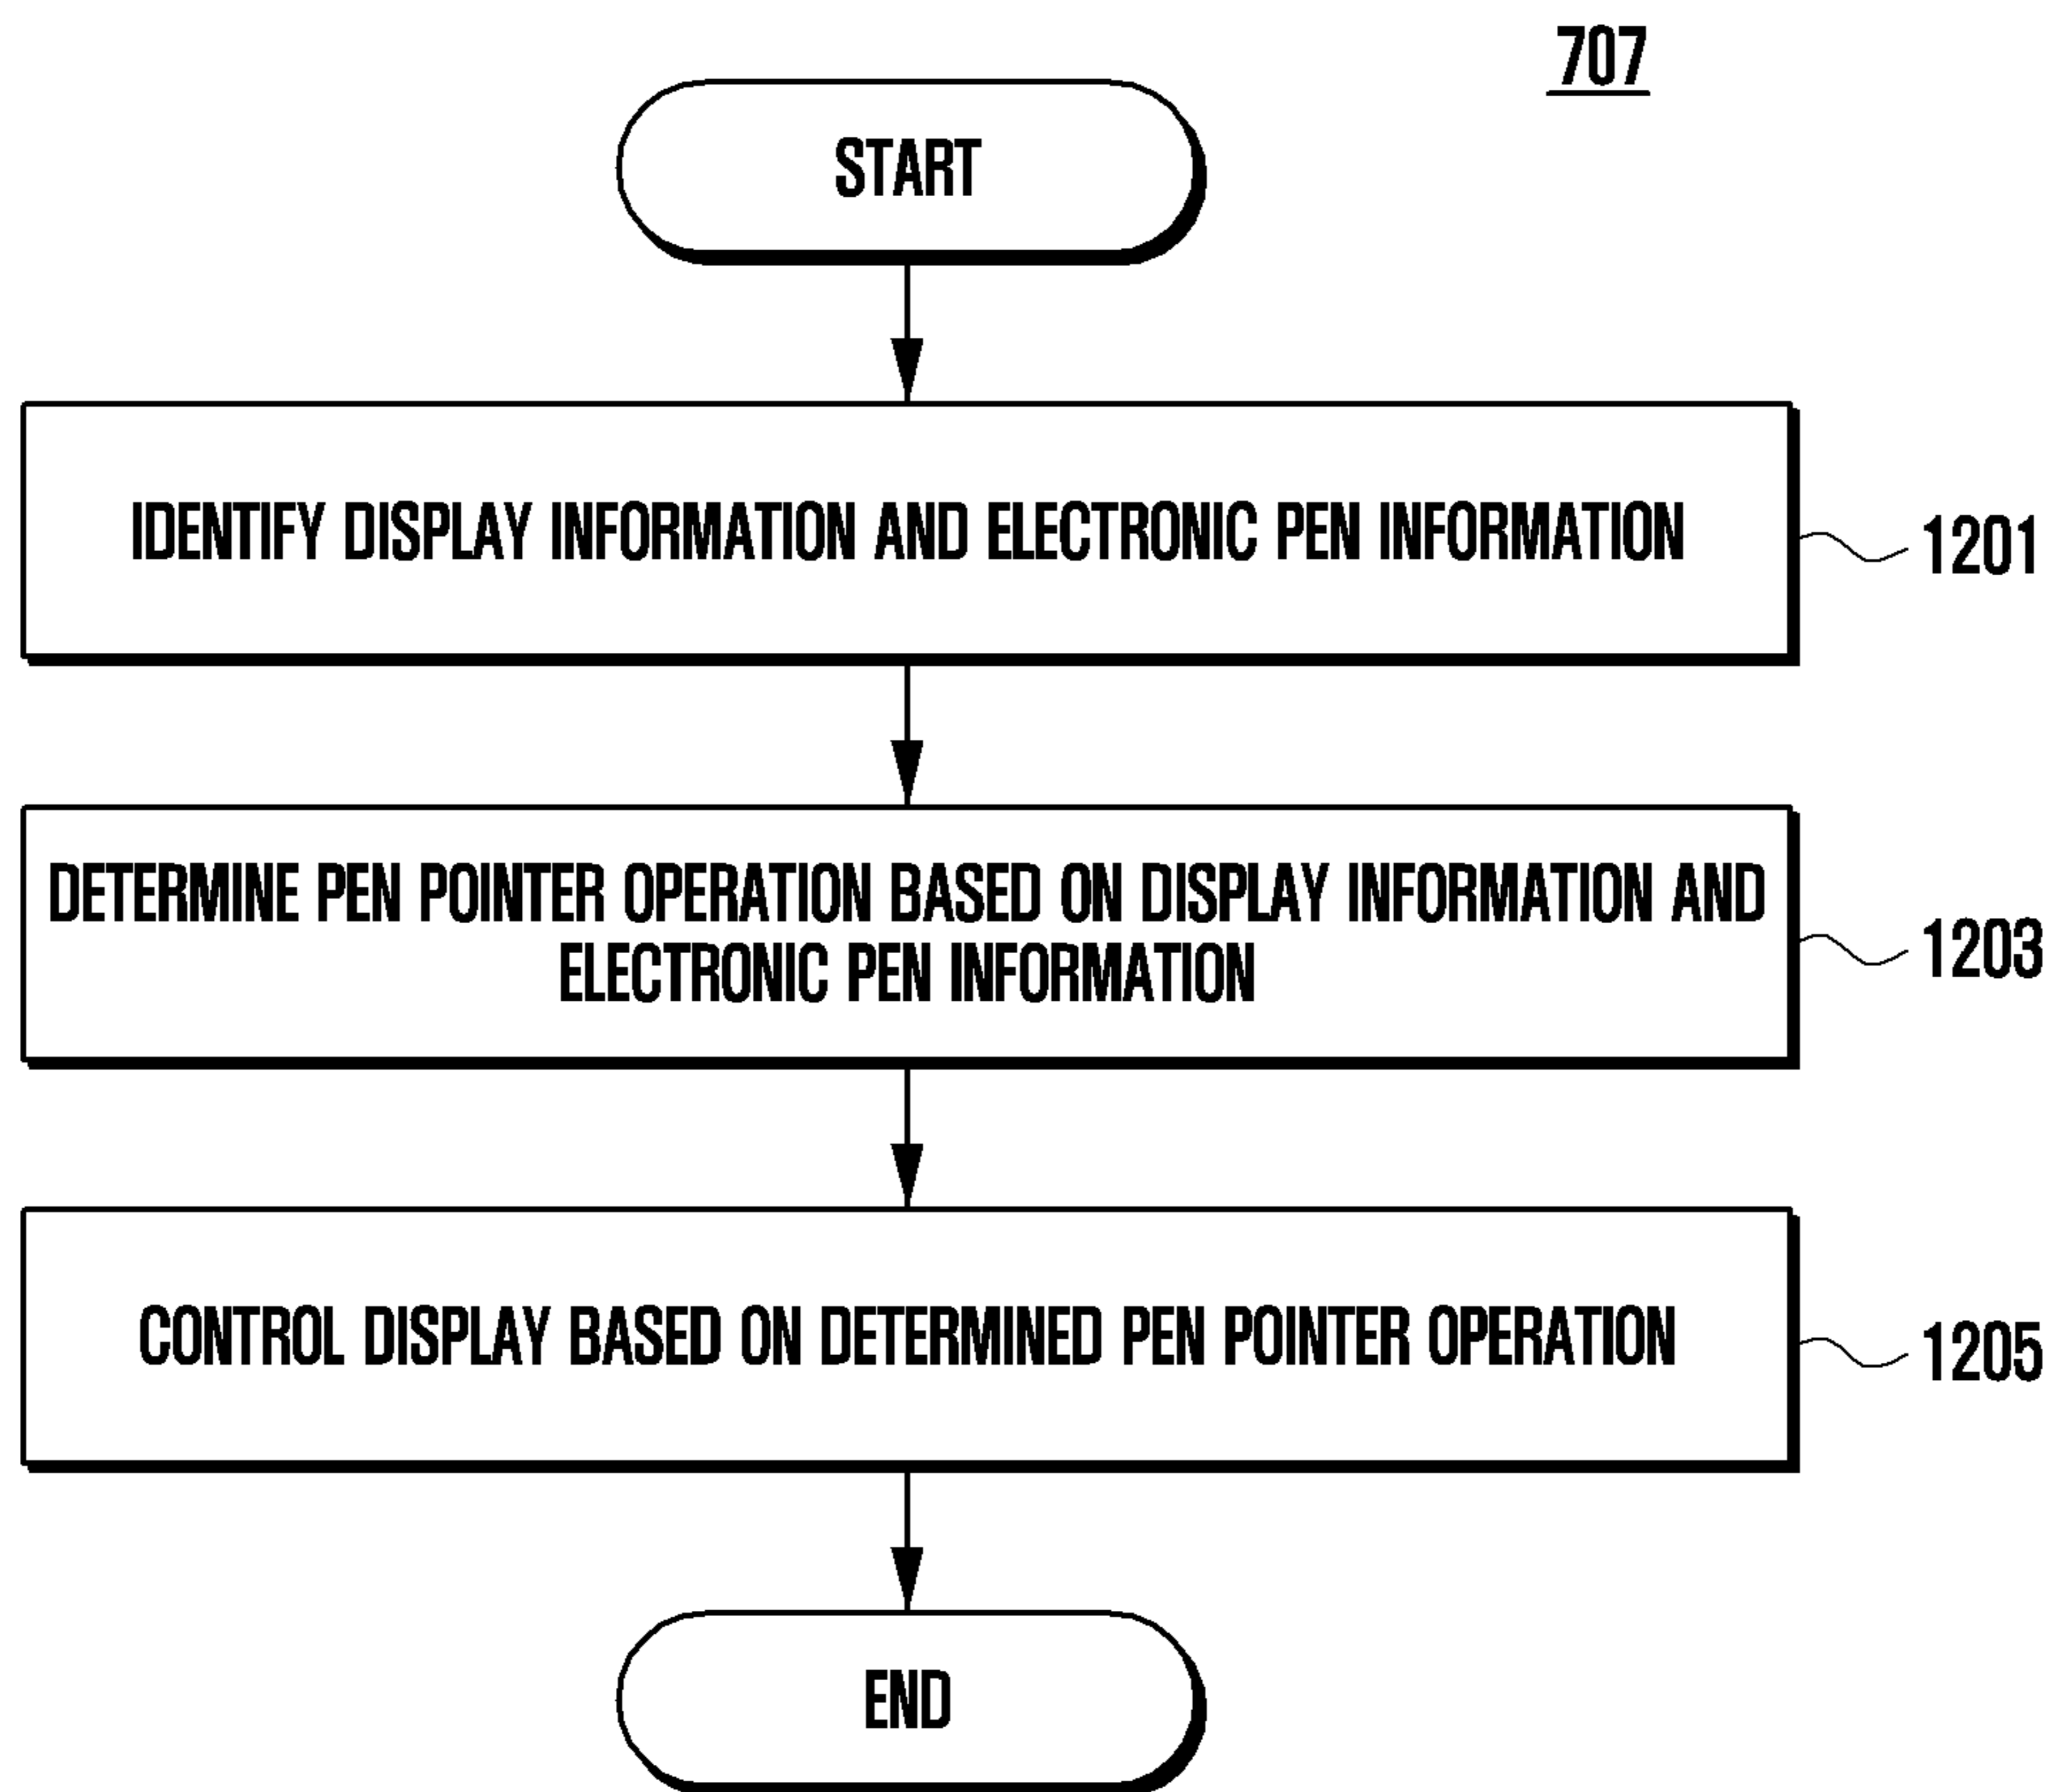 707
START
IDENTIFY DISPLAY INFORMATION AND ELECTRONIC PEN INFORMATION
1201
DETERMINE PEN POINTER OPERATION BASED ON DISPLAY INFORMATION AND
ELECTRONIC PEN INFORMATION
1203
CONTROL DISPLAY BASED ON DETERMINED PEN POINTER OPERATION
1205
END